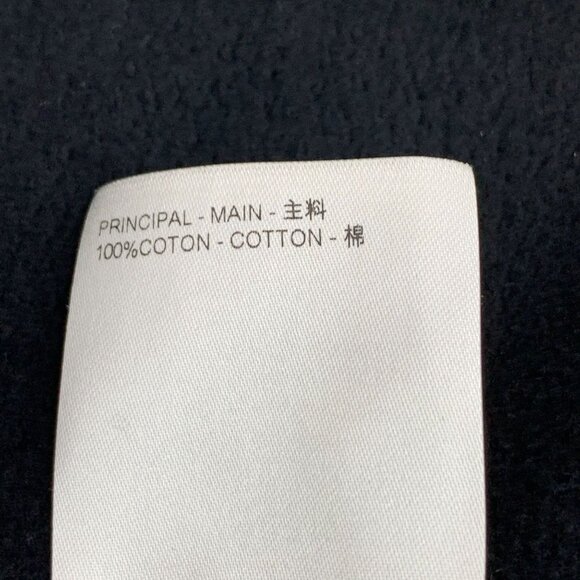 PRINCIPAL - MAIN - 主料
100%COTON - COTTON - 棉